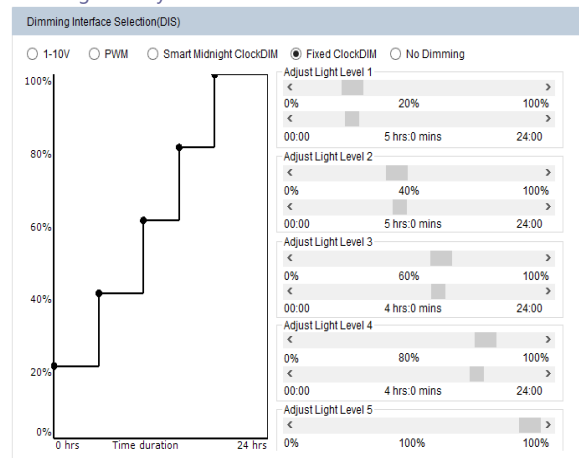 Dimming Interface Selection(DIS)
1-10V PWM Smart Midnight ClockDIM Fixed ClockDIM No Dimming
100%
80%
60%
40%
20%
0%
0 hrs Time duration 24 hrs
Adjust Light Level 1
< >
0% 20% 100%
< >
00:00 5 hrs:0 mins 24:00
Adjust Light Level 2
< >
0% 40% 100%
< >
00:00 5 hrs:0 mins 24:00
Adjust Light Level 3
< >
0% 60% 100%
< >
00:00 4 hrs:0 mins 24:00
Adjust Light Level 4
< >
0% 80% 100%
< >
00:00 4 hrs:0 mins 24:00
Adjust Light Level 5
< >
0% 100% 100%